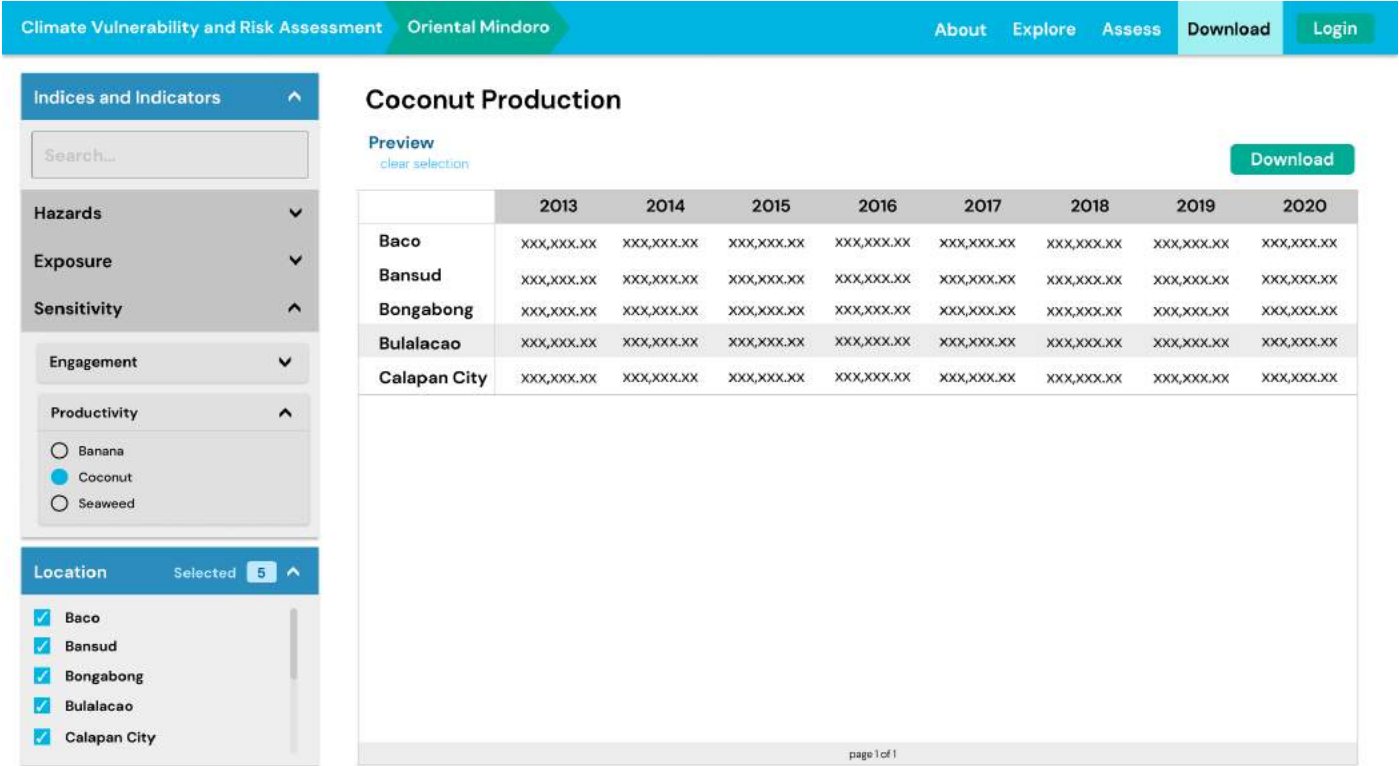 Climate Vulnerability and Risk Assessment Oriental Mindoro About Explore Assess Download Login
Indices and Indicators
Search...
Hazards
Exposure
Sensitivity
Engagement
Productivity
Banana
Coconut
Seaweed
Location Selected 5
Baco
Bansud
Bongabong
Bulalacao
Calapan City
Coconut Production
Preview
clear selection
Download
2013 2014 2015 2016 2017 2018 2019 2020
Baco xxx,xxx.xx xxx,xxx.xx xxx,xxx.xx xxx,xxx.xx xxx,xxx.xx xxx,xxx.xx xxx,xxx.xx xxx,xxx.xx
Bansud xxx,xxx.xx xxx,xxx.xx xxx,xxx.xx xxx,xxx.xx xxx,xxx.xx xxx,xxx.xx xxx,xxx.xx xxx,xxx.xx
Bongabong xxx,xxx.xx xxx,xxx.xx xxx,xxx.xx xxx,xxx.xx xxx,xxx.xx xxx,xxx.xx xxx,xxx.xx xxx,xxx.xx
Bulalacao xxx,xxx.xx xxx,xxx.xx xxx,xxx.xx xxx,xxx.xx xxx,xxx.xx xxx,xxx.xx xxx,xxx.xx xxx,xxx.xx
Calapan City xxx,xxx.xx xxx,xxx.xx xxx,xxx.xx xxx,xxx.xx xxx,xxx.xx xxx,xxx.xx xxx,xxx.xx xxx,xxx.xx
page 1 of 1